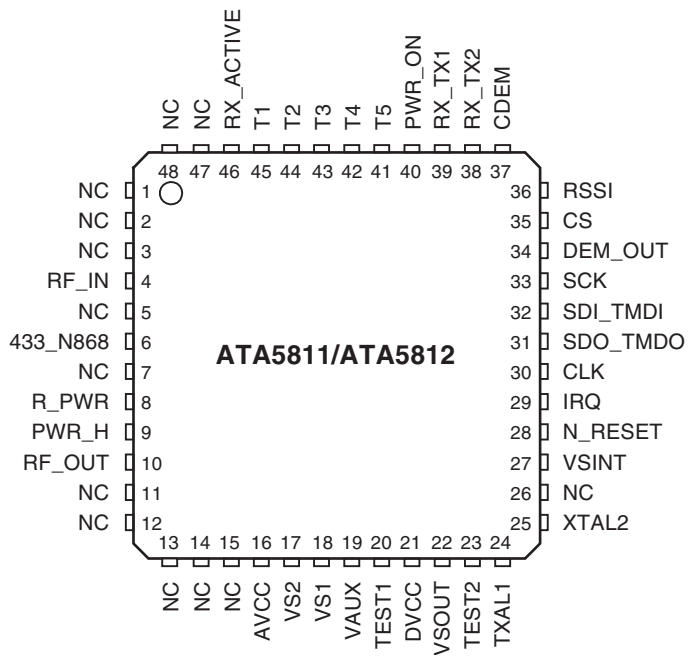 NC
NC
RX_ACTIVE
T1
T2
T3
T4
T5
PWR_ON
RX_TX1
RX_TX2
CDEM
48 47 46 45 44 43 42 41 40 39 38 37
NC 1 36 RSSI
NC 2 35 CS
NC 3 34 DEM_OUT
RF_IN 4 33 SCK
NC 5 32 SDI_TMDI
433_N868 6 31 SDO_TMDO
ATA5811/ATA5812
NC 7 30 CLK
R_PWR 8 29 IRQ
PWR_H 9 28 N_RESET
RF_OUT 10 27 VSINT
NC 11 26 NC
NC 12 25 XTAL2
13 14 15 16 17 18 19 20 21 22 23 24
NC
NC
NC
AVCC
VS2
VS1
VAUX
TEST1
DVCC
VSOUT
TEST2
TXAL1